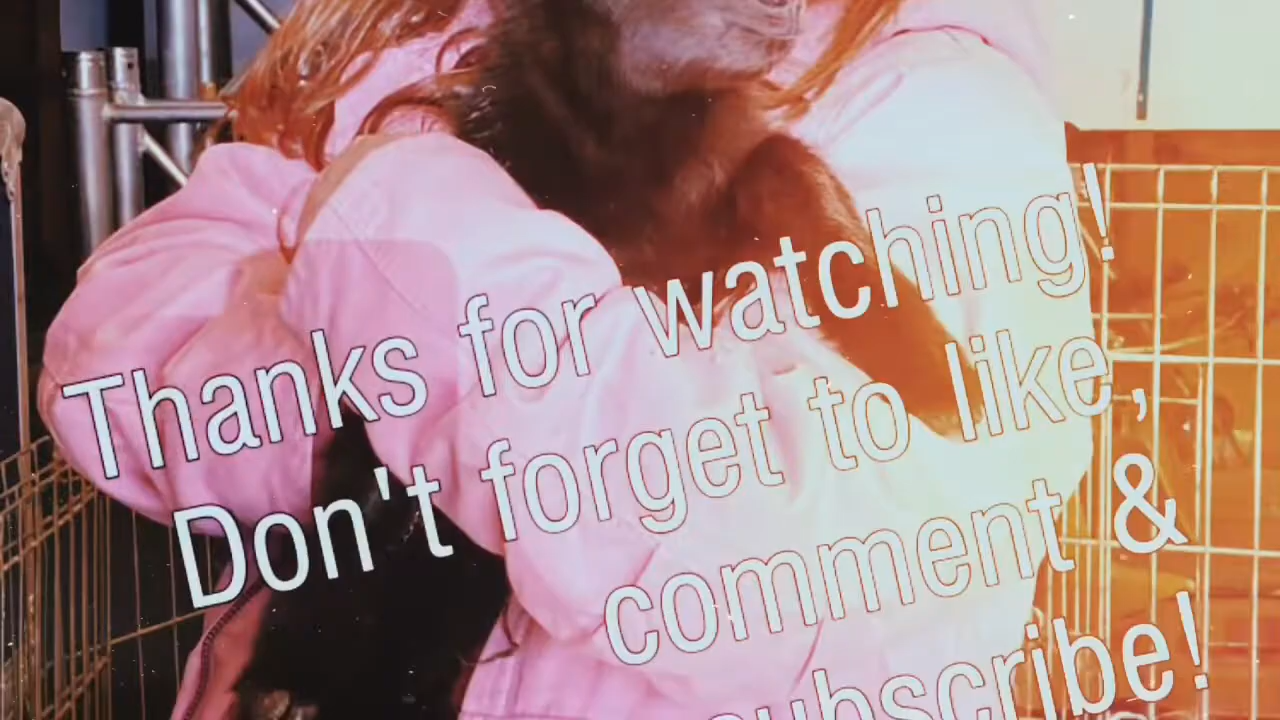 Thanks for watching!
Don't forget to like,
comment &
subscribe!